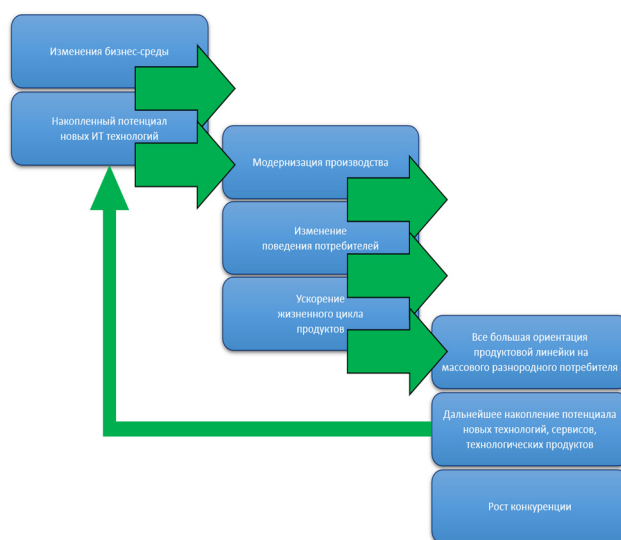 Изменения бизнес-среды
Накопленный потенциал
новых ИТ технологий
Модернизация производства
Изменение
поведения потребителей
Ускорение
жизненного цикла
продуктов
Все большая ориентация
продуктовой линейки на
массового разнородного потребителя
Дальнейшее накопление потенциала
новых технологий, сервисов,
технологических продуктов
Рост конкуренции